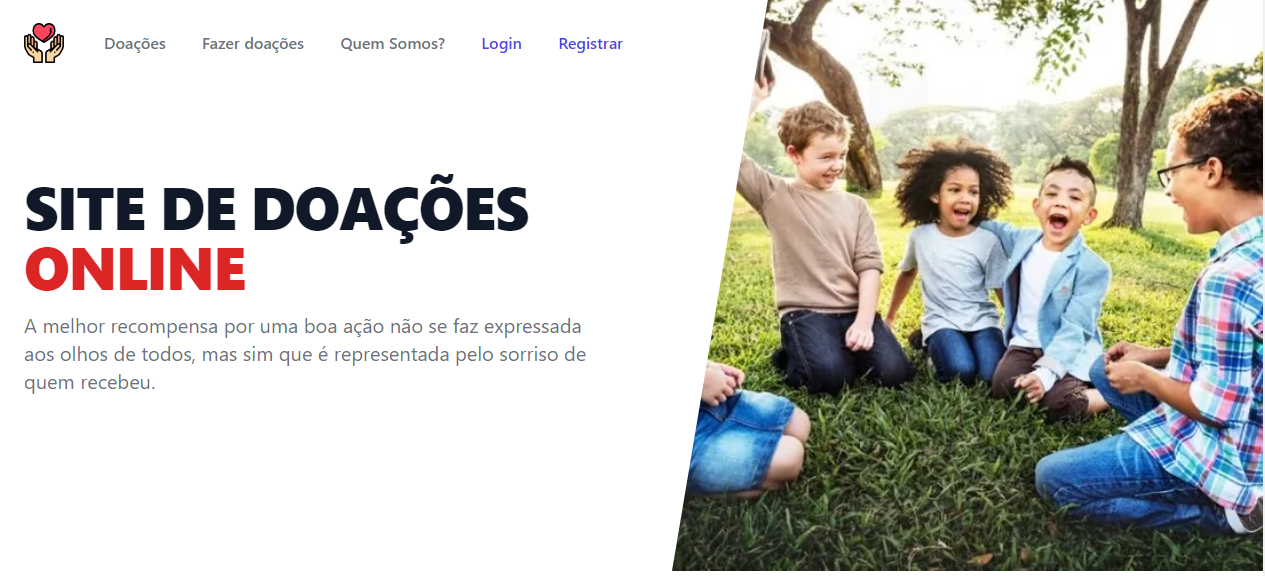 Doações Fazer doações Quem Somos? Login Registrar
SITE DE DOAÇÕES
ONLINE
A melhor recompensa por uma boa ação não se faz expressada
aos olhos de todos, mas sim que é representada pelo sorriso de
quem recebeu.